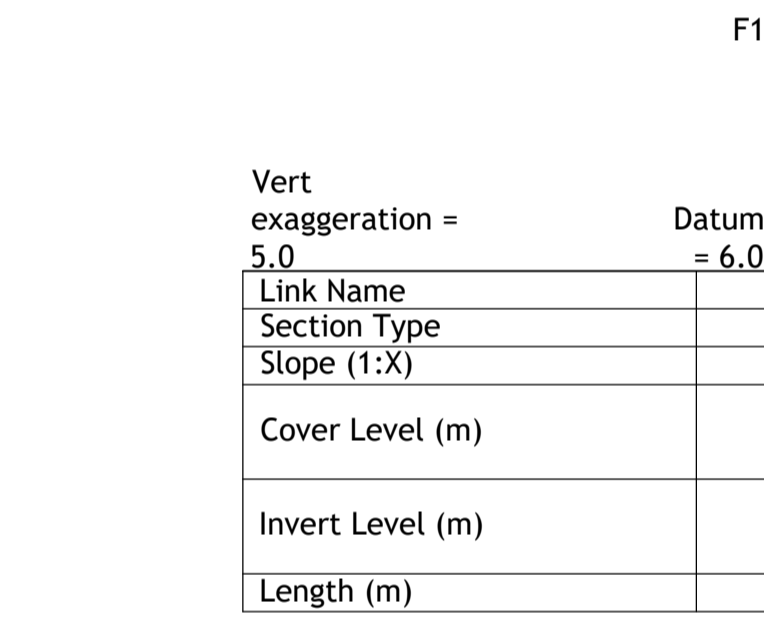 F1
Vert
exaggeration =
5.0
Datum
= 6.0
Link Name
Section Type
Slope (1:X)
Cover Level (m)
Invert Level (m)
Length (m)